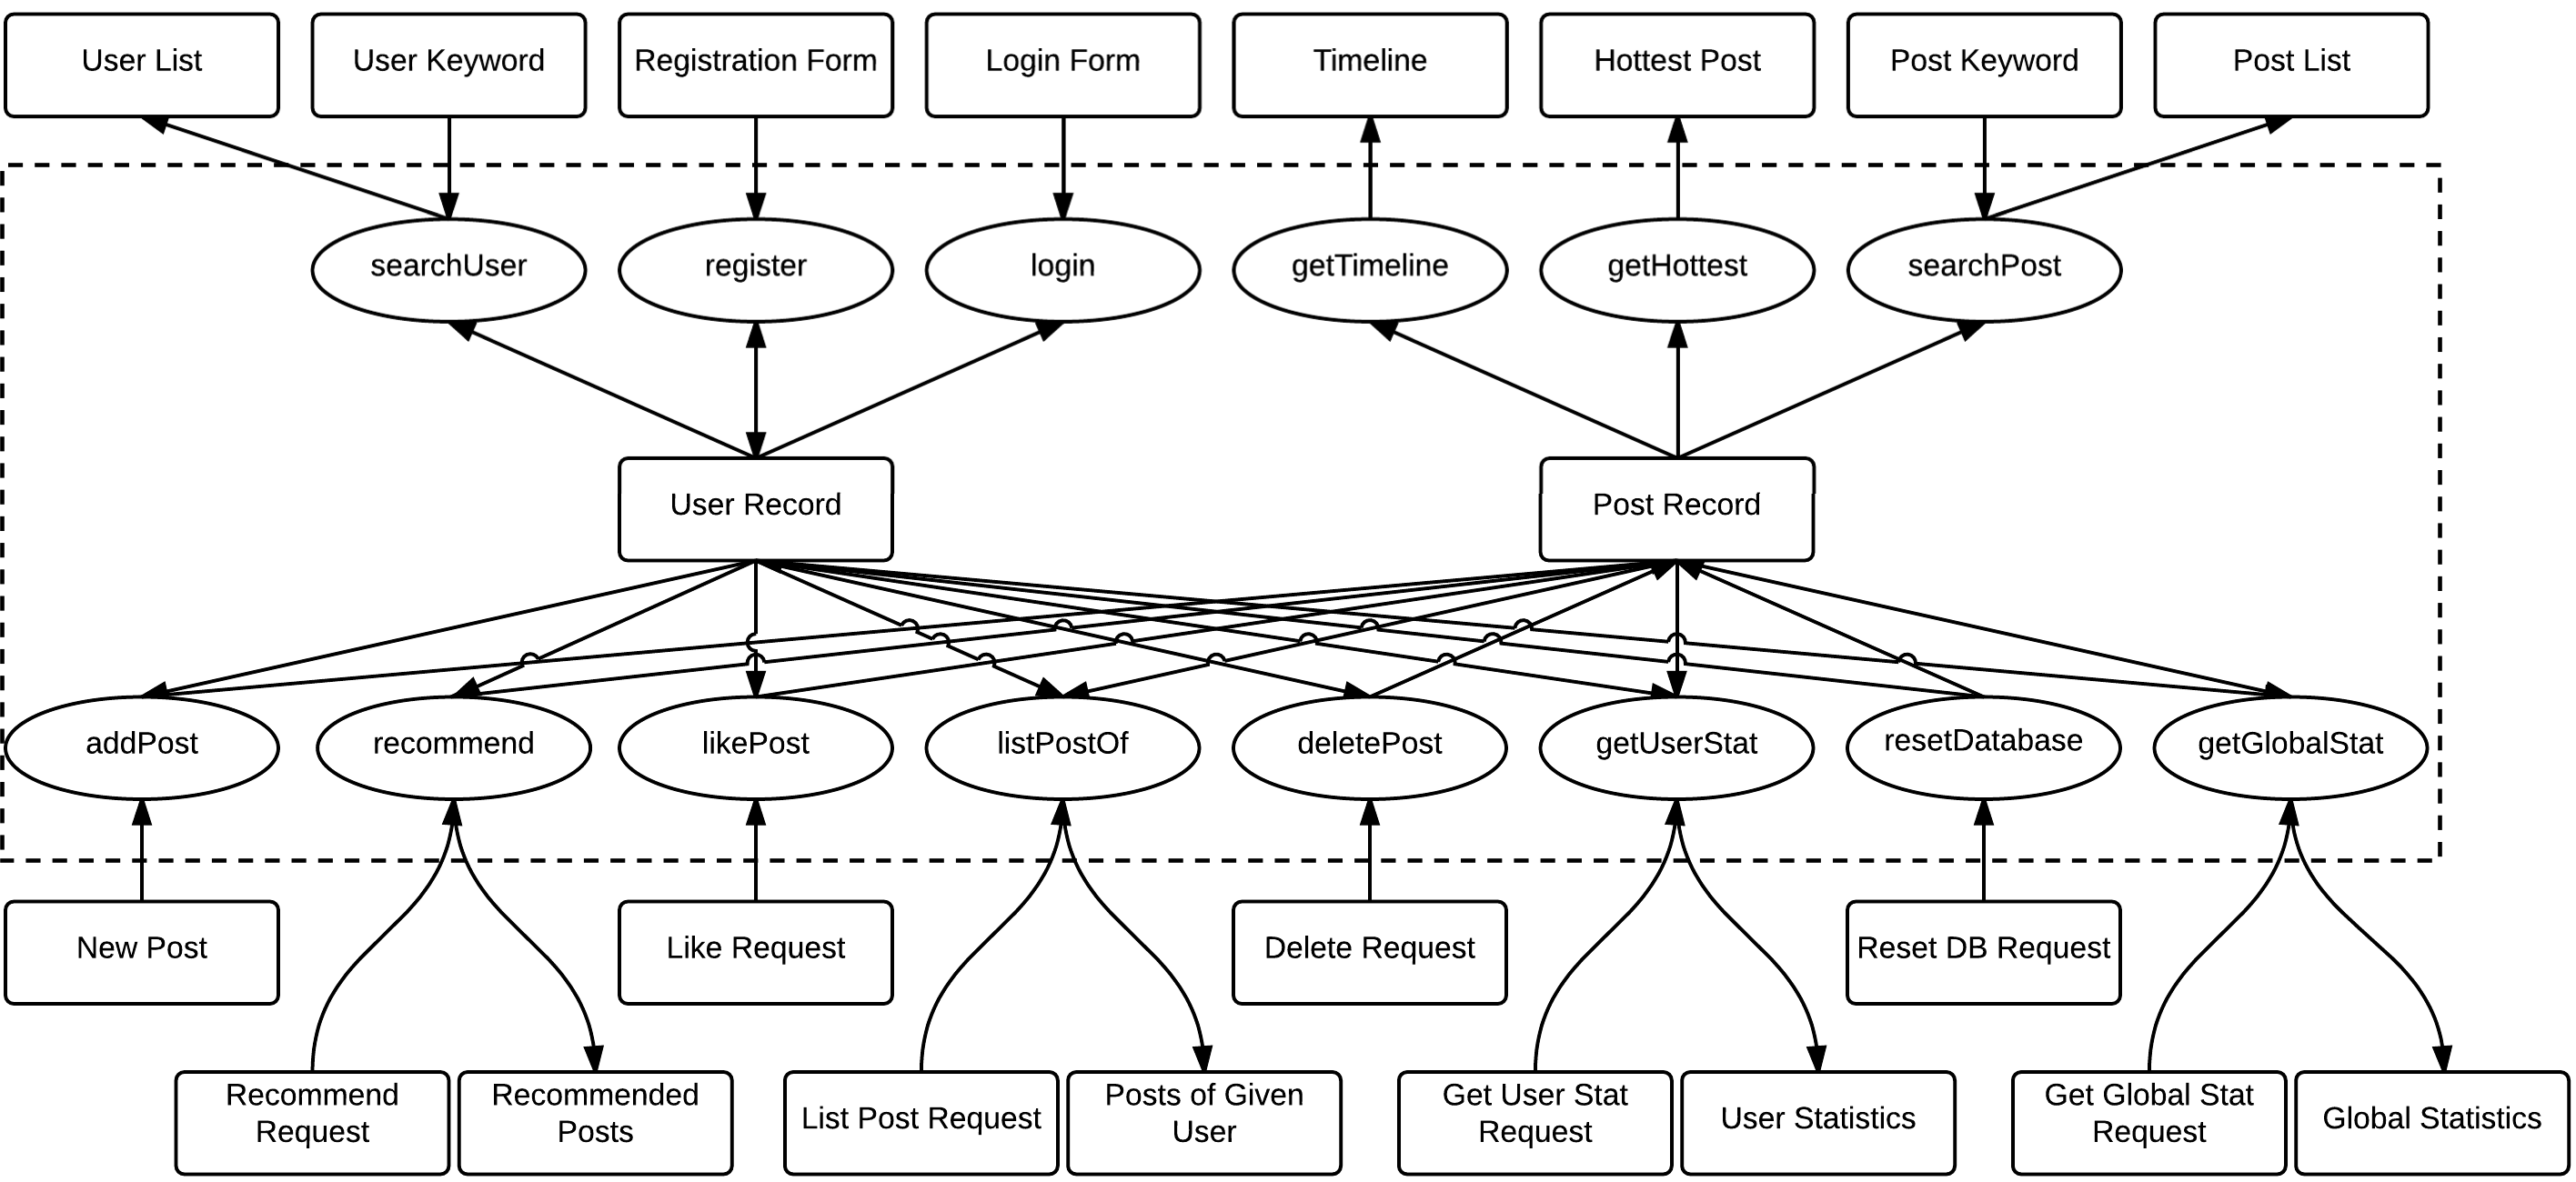 User List
User Keyword
Registration Form
Login Form
Timeline
Hottest Post
Post Keyword
Post List
searchUser
register
login
getTimeline
getHottest
searchPost
User Record
Post Record
addPost
recommend
likePost
listPostOf
deletePost
getUserStat
resetDatabase
getGlobalStat
New Post
Like Request
Delete Request
Reset DB Request
Recommend
Request
Recommended
Posts
List Post Request
Posts of Given
User
Get User Stat
Request
User Statistics
Get Global Stat
Request
Global Statistics